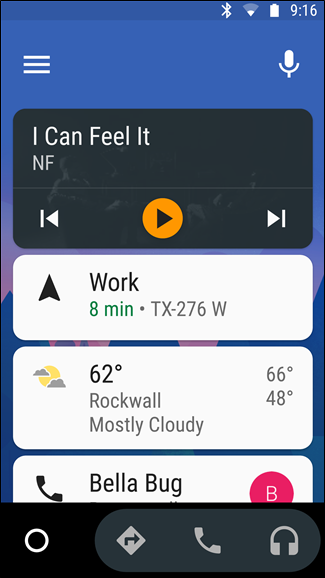 9:16
I Can Feel It
NF
Work
8 min • TX-276 W
62° 66°
Rockwall 48°
Mostly Cloudy
Bella Bug
B